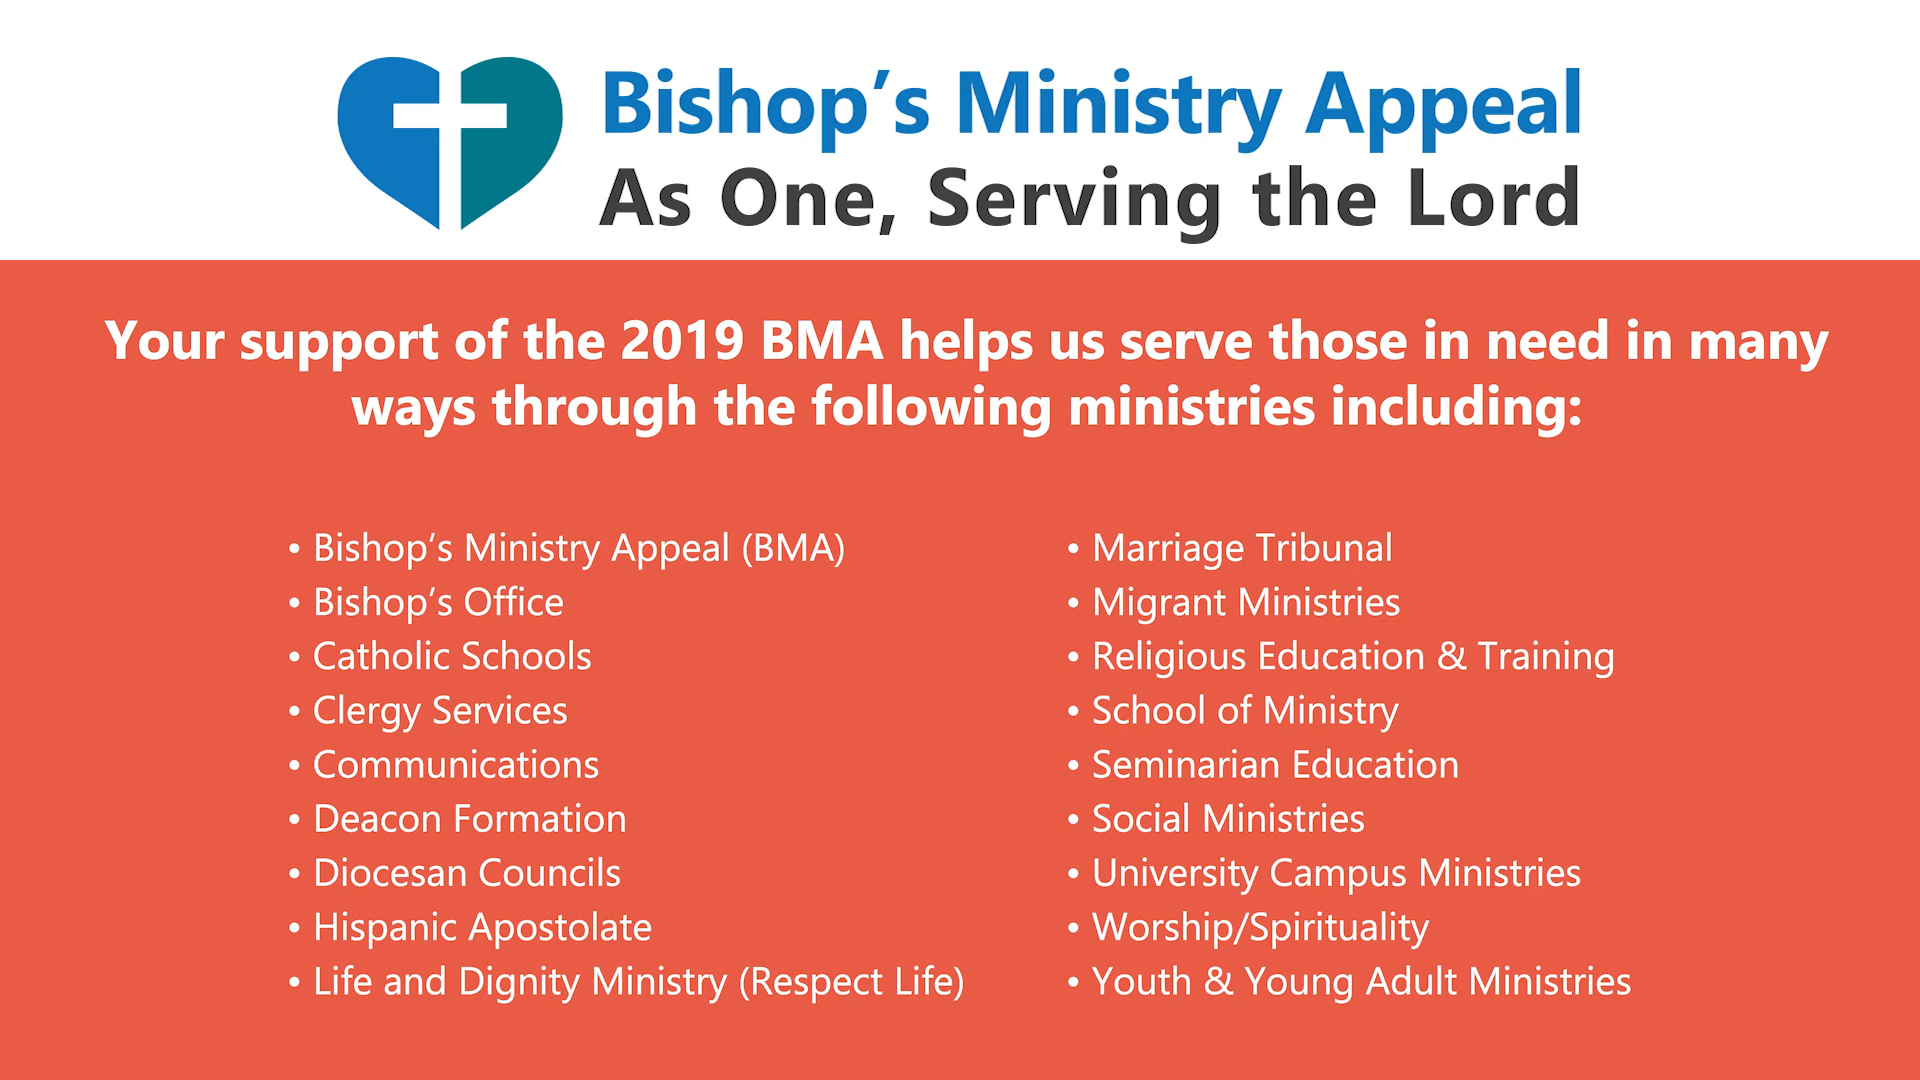 Bishop’s Ministry Appeal
As One, Serving the Lord
Your support of the 2019 BMA helps us serve those in need in many
ways through the following ministries including:
• Bishop’s Ministry Appeal (BMA)
• Bishop’s Office
• Catholic Schools
• Clergy Services
• Communications
• Deacon Formation
• Diocesan Councils
• Hispanic Apostolate
• Life and Dignity Ministry (Respect Life)
• Marriage Tribunal
• Migrant Ministries
• Religious Education & Training
• School of Ministry
• Seminarian Education
• Social Ministries
• University Campus Ministries
• Worship/Spirituality
• Youth & Young Adult Ministries